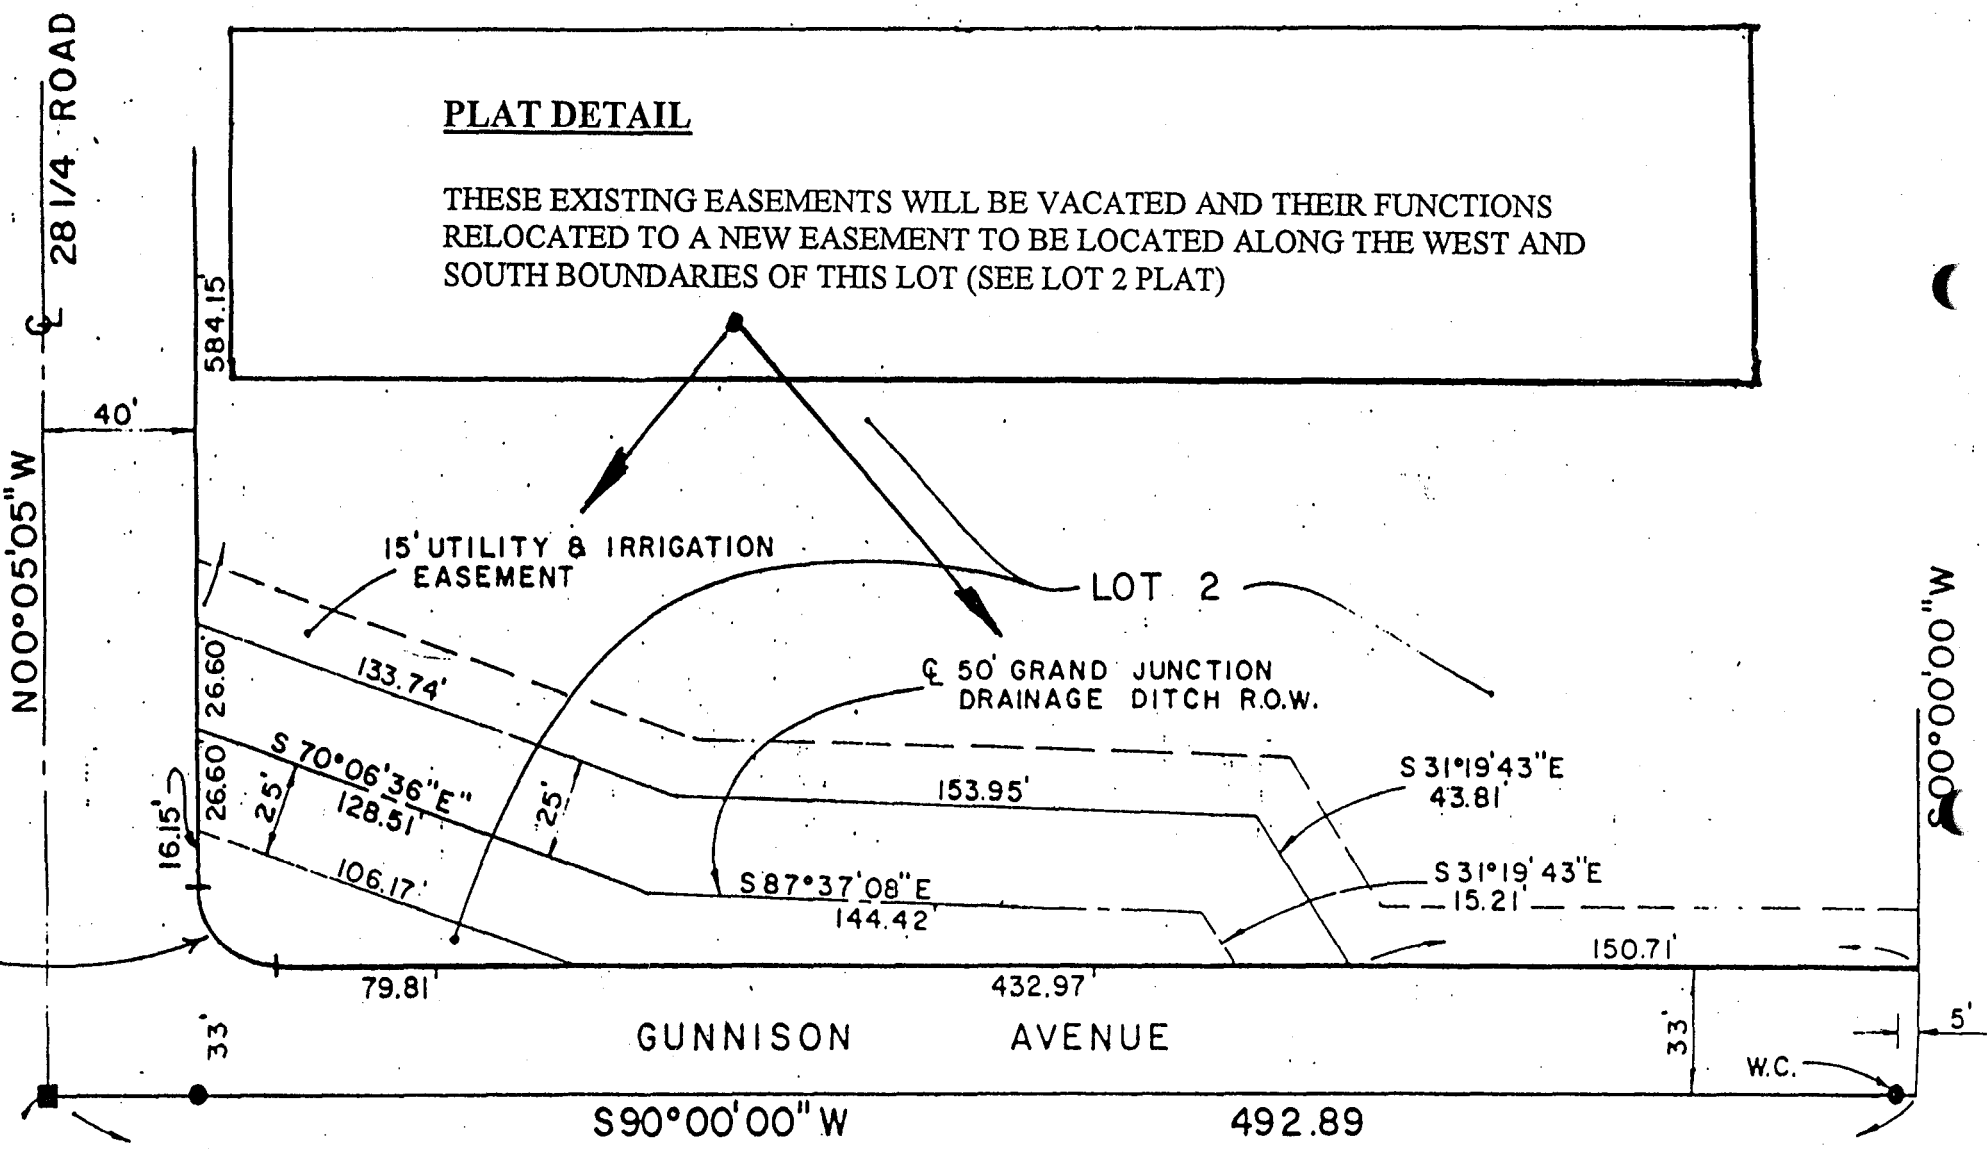 28 1/4 ROAD
PLAT DETAIL
THESE EXISTING EASEMENTS WILL BE VACATED AND THEIR FUNCTIONS
RELOCATED TO A NEW EASEMENT TO BE LOCATED ALONG THE WEST AND
SOUTH BOUNDARIES OF THIS LOT (SEE LOT 2 PLAT)
℄
584.15'
40'
N00°05'05"W
15' UTILITY & IRRIGATION
EASEMENT
LOT 2
S00°00'00"W
℄ 50' GRAND JUNCTION
DRAINAGE DITCH R.O.W.
26.60'
133.74'
S 70°06'36"E"
128.51'
26.60'
25'
25'
16.15'
106.17'
153.95'
S 31°19'43"E
43.81'
S 87°37'08"E
144.42'
S 31°19'43"E
15.21'
150.71'
79.81'
432.97'
33'
GUNNISON AVENUE
33'
5'
W.C.
S90°00'00"W
492.89